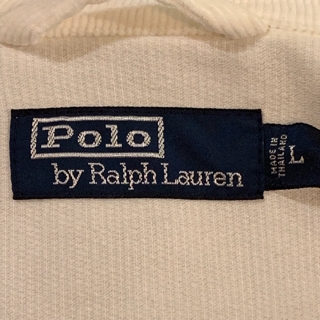 Polo
by Ralph Lauren
MADE IN
THAILAND
L